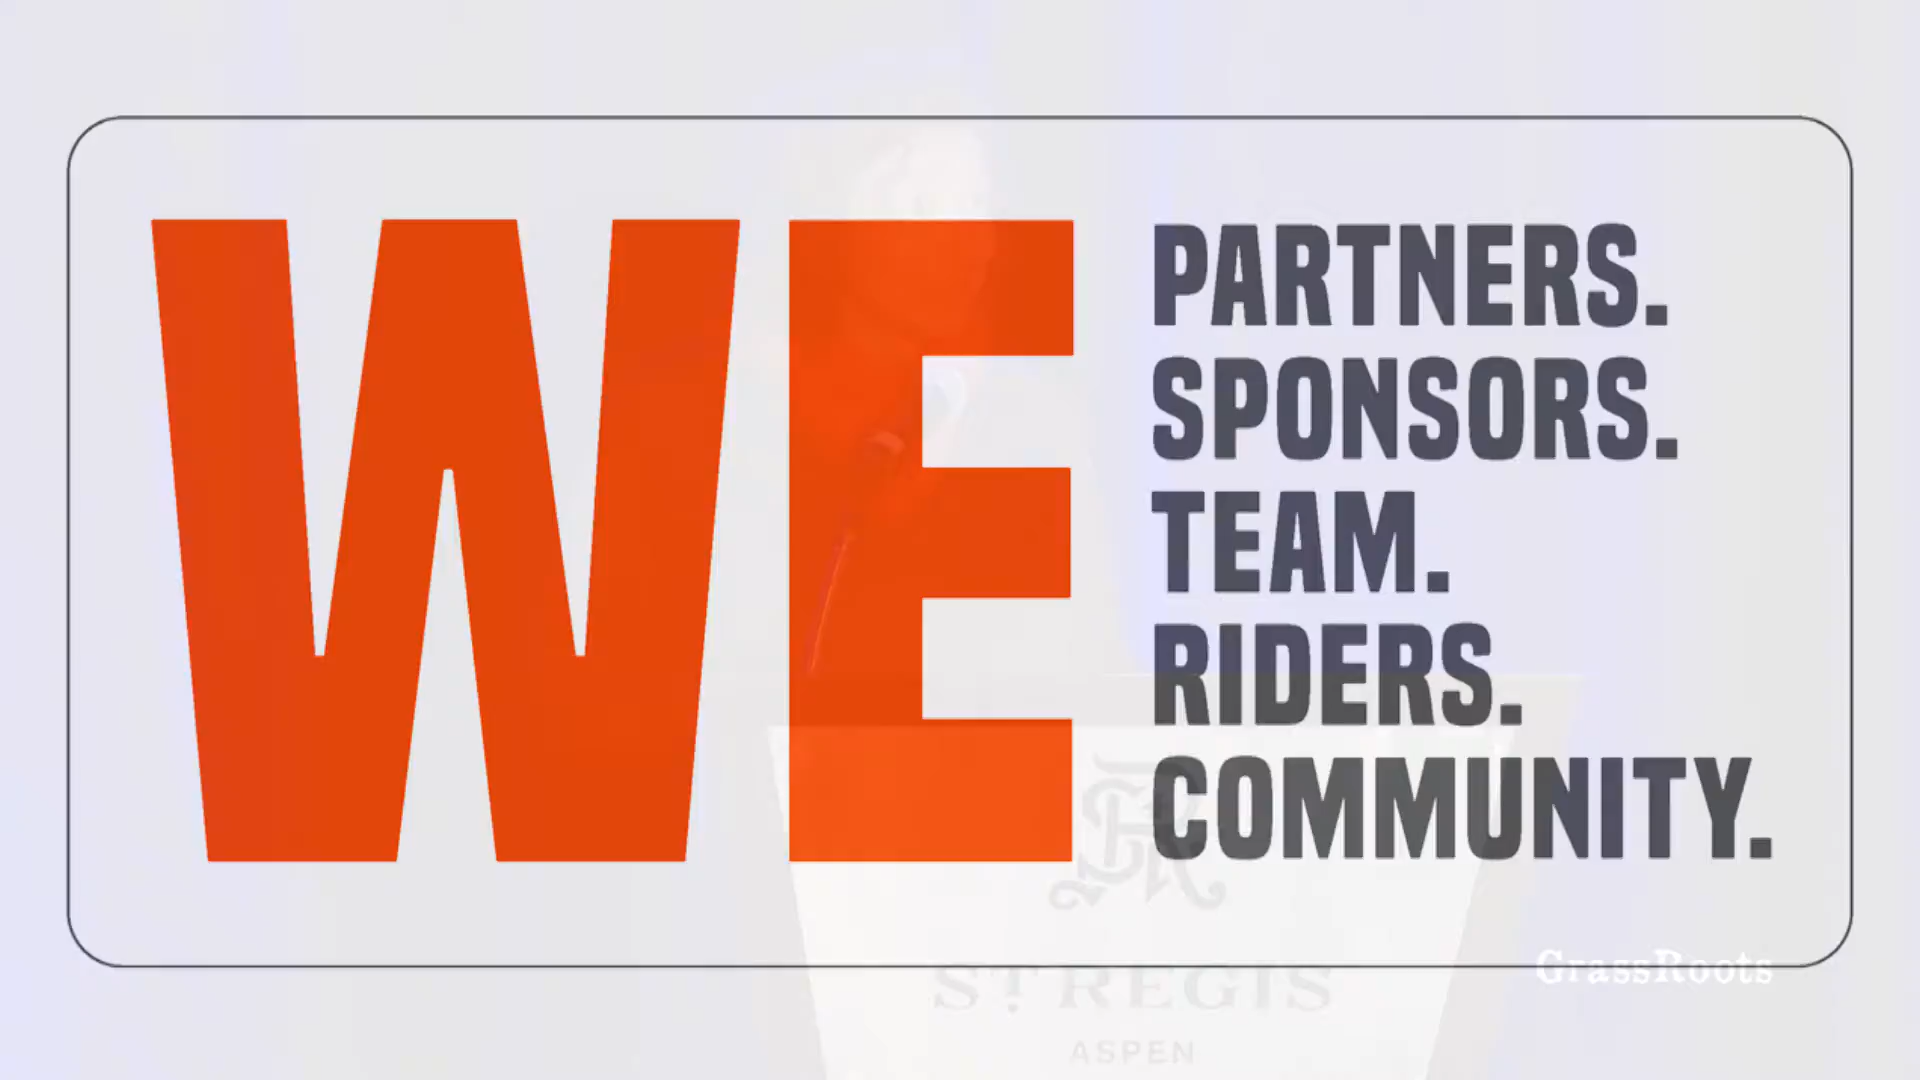 WE
PARTNERS.
SPONSORS.
TEAM.
RIDERS.
COMMUNITY.
GrassRoots
ST REGIS
ASPEN